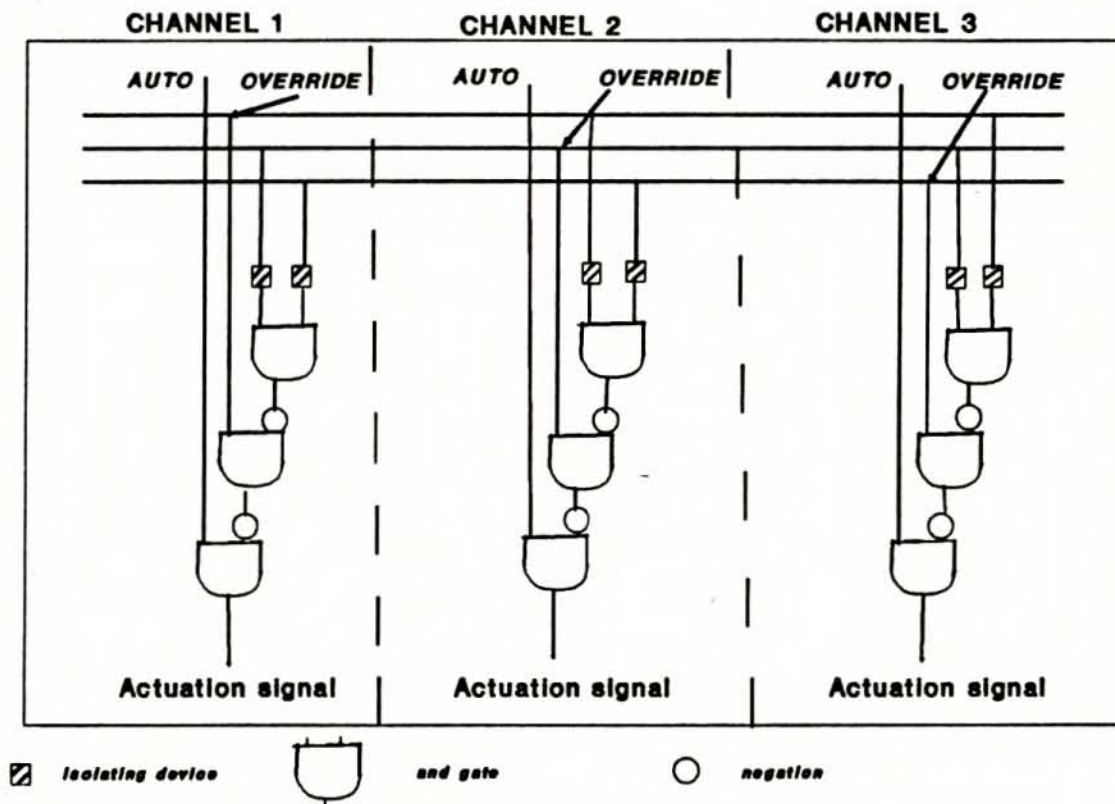 CHANNEL 1 CHANNEL 2 CHANNEL 3
AUTO OVERRIDE AUTO OVERRIDE AUTO OVERRIDE
Actuation signal Actuation signal Actuation signal
isolating device and gate negation